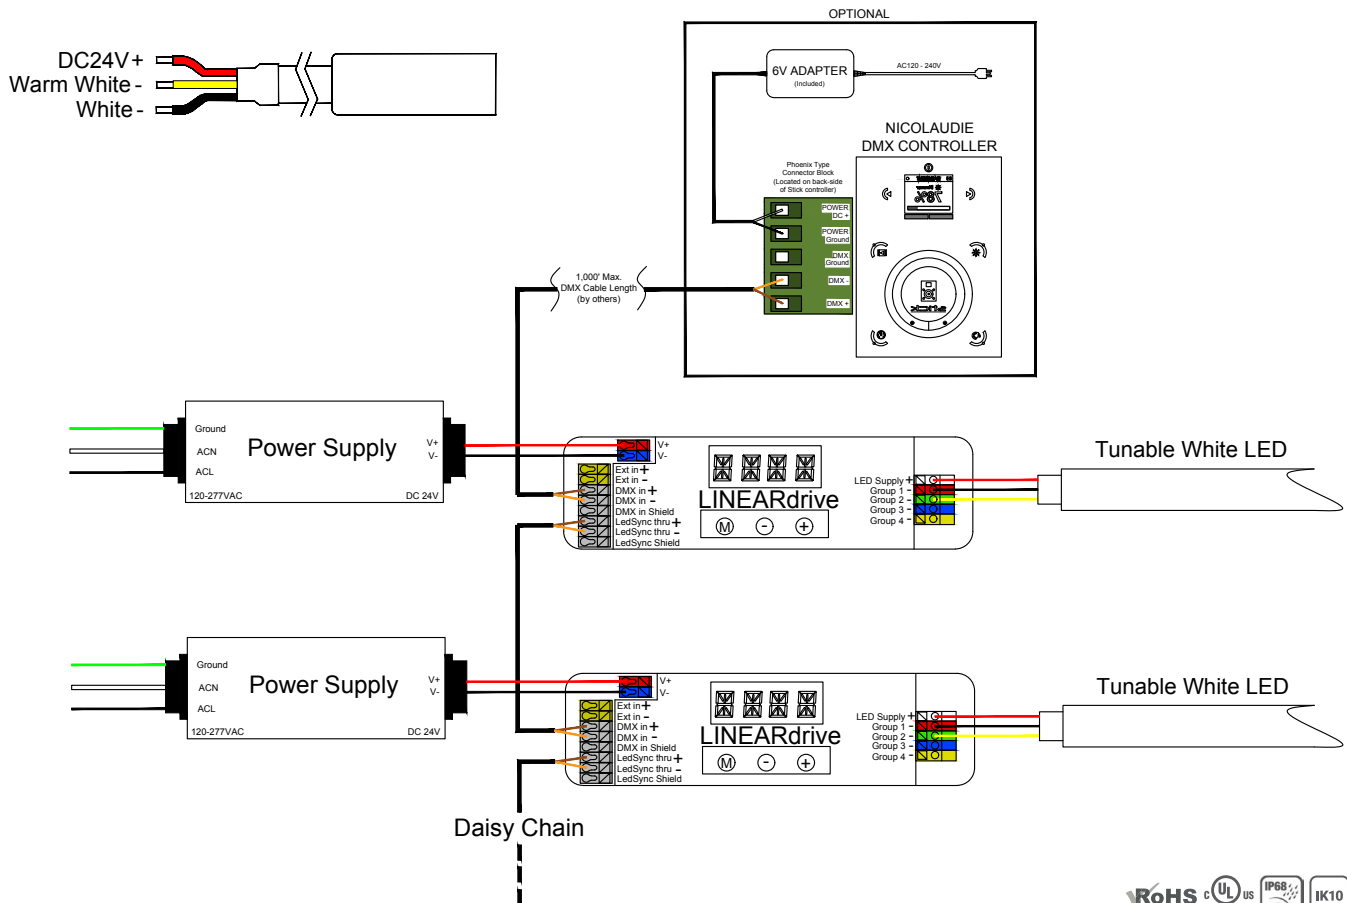 OPTIONAL
DC24V+
Warm White -
White -
6V ADAPTER
(Included)
AC120 - 240V
NICOLAUDIE
DMX CONTROLLER
Phoenix Type
Connector Block
(Located on back-side
of Stick controller)
POWER
DC +
POWER
Ground
DMX
Ground
DMX -
DMX +
1,000' Max.
DMX Cable Length
(by others)
Ground
ACN
ACL
Power Supply
V+
V-
120-277VAC
DC 24V
V+
V-
Ext in +
Ext in -
DMX in +
DMX in -
DMX in Shield
LedSync thru +
LedSync thru -
LedSync Shield
LINEARdrive
M - +
LED Supply +
Group 1 -
Group 2 -
Group 3 -
Group 4 -
Tunable White LED
Ground
ACN
ACL
Power Supply
V+
V-
120-277VAC
DC 24V
V+
V-
Ext in +
Ext in -
DMX in +
DMX in -
DMX in Shield
LedSync thru +
LedSync thru -
LedSync Shield
LINEARdrive
M - +
LED Supply +
Group 1 -
Group 2 -
Group 3 -
Group 4 -
Tunable White LED
Daisy Chain
RoHS
c UL us
IP68
IK10